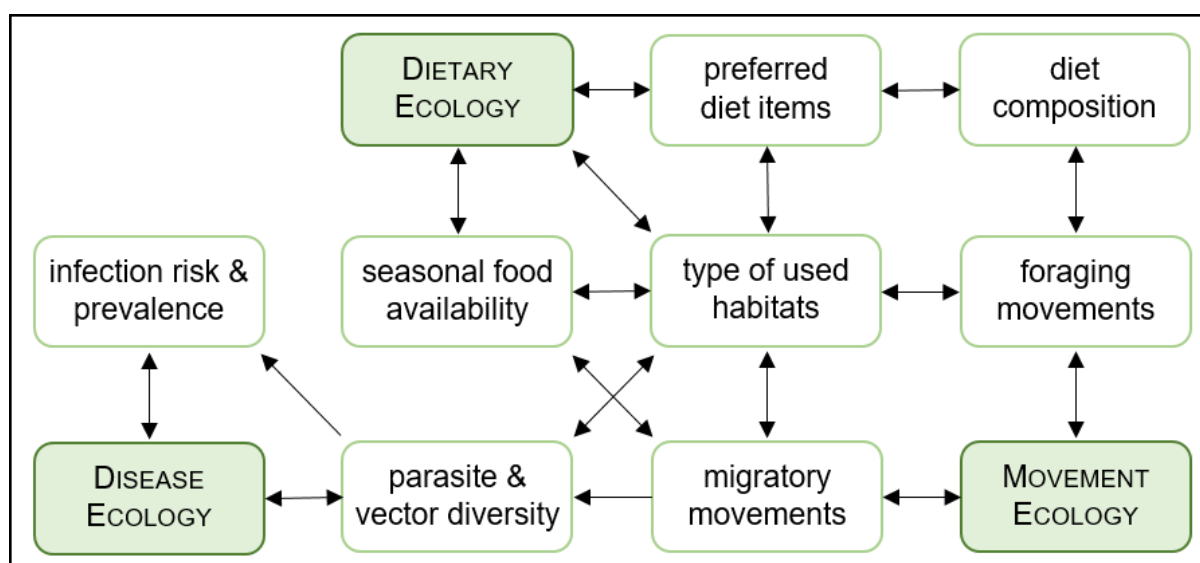 DIETARY
ECOLOGY
preferred
diet items
diet
composition
infection risk &
prevalence
seasonal food
availability
type of used
habitats
foraging
movements
DISEASE
ECOLOGY
parasite &
vector diversity
migratory
movements
MOVEMENT
ECOLOGY